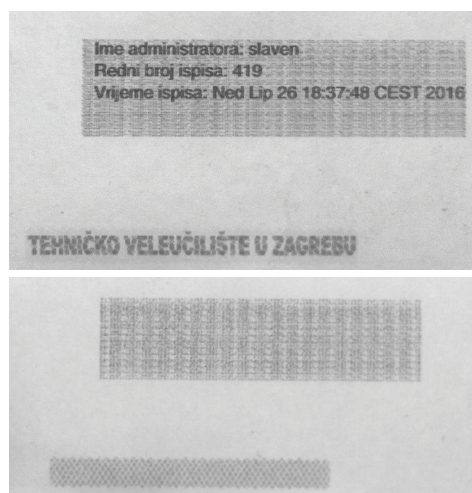 Ime administratora: slaven
Redni broj ispisa: 419
Vrijeme ispisa: Ned Lip 26 18:37:48 CEST 2016
TEHNIČKO VELEUČILIŠTE U ZAGREBU